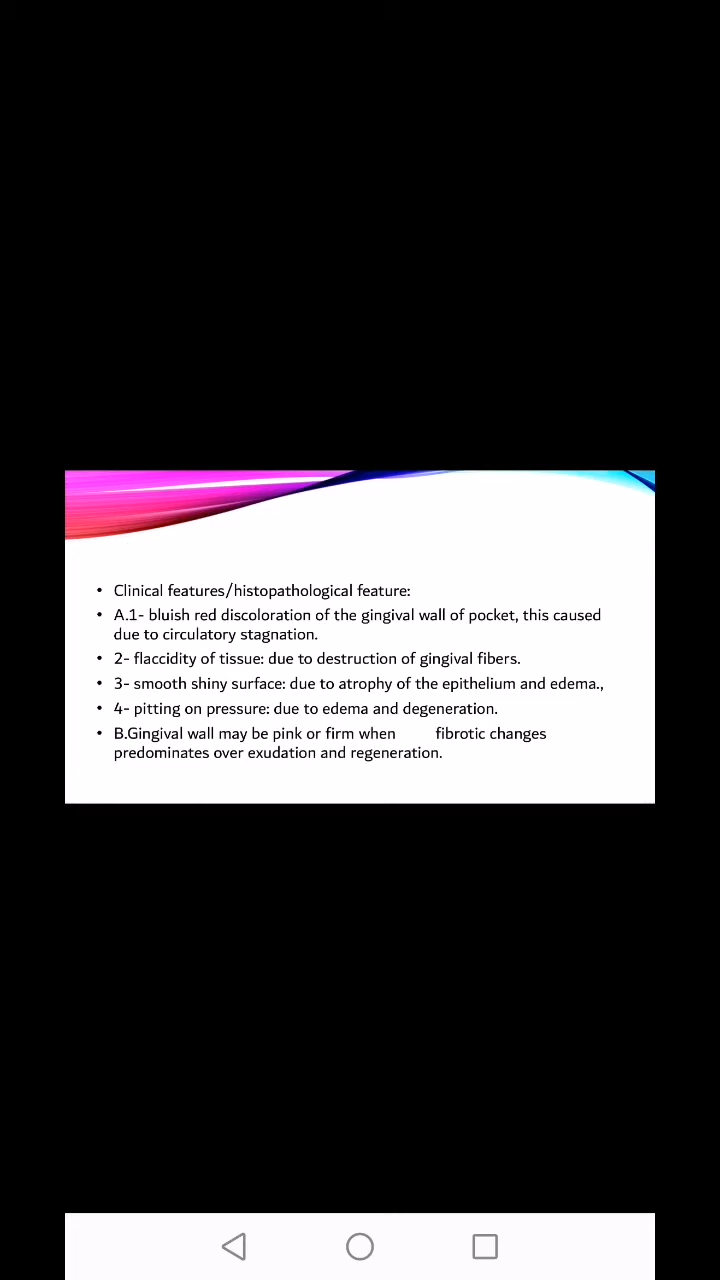 • Clinical features/histopathological feature:
• A.1- bluish red discoloration of the gingival wall of pocket, this caused
due to circulatory stagnation.
• 2- flaccidity of tissue: due to destruction of gingival fibers.
• 3- smooth shiny surface: due to atrophy of the epithelium and edema.,
• 4- pitting on pressure: due to edema and degeneration.
• B.Gingival wall may be pink or firm when fibrotic changes
predominates over exudation and regeneration.